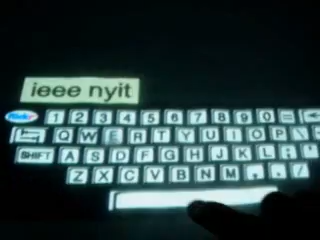 ieee nyit
1 2 3 4 5 6 7 8 9 0 =
Q W E R T Y U I O P \
SHIFT A S D F G H J K L ; '
Z X C V B N M , . /